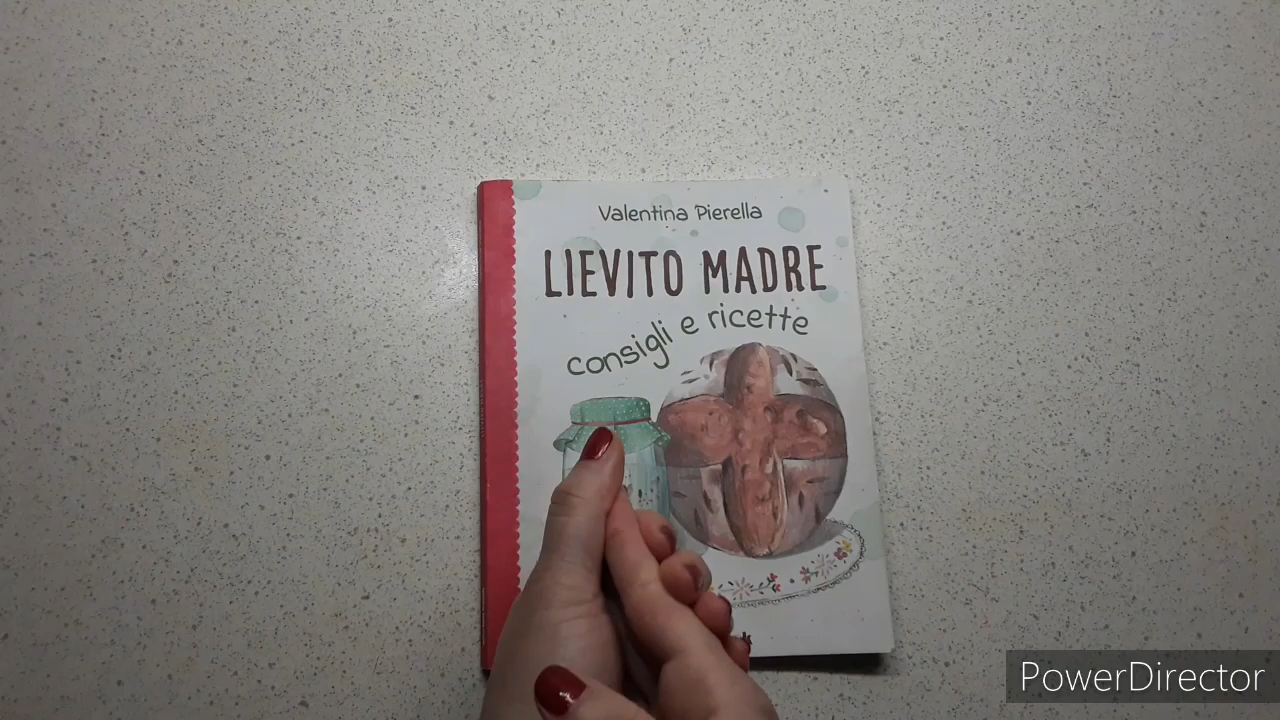 Valentina Pierella
LIEVITO MADRE
consigli e ricette
PowerDirector